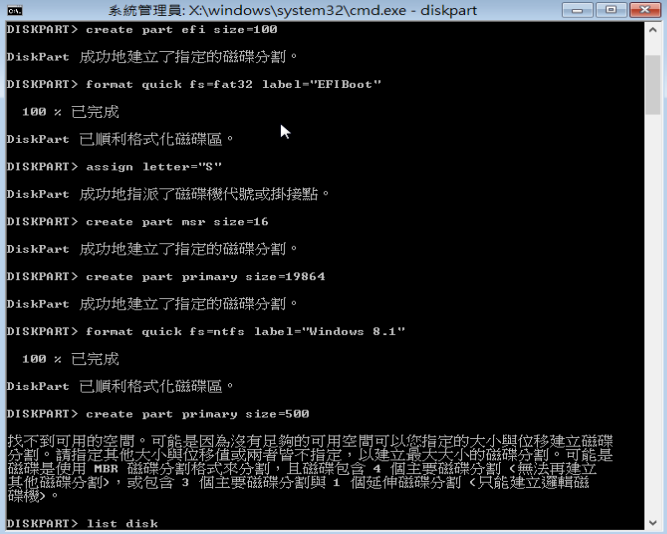 系統管理員: X:\windows\system32\cmd.exe - diskpart
DISKPART> create part efi size=100
DiskPart 成功地建立了指定的磁碟分割。
DISKPART> format quick fs=fat32 label="EFIBoot"
100 % 已完成
DiskPart 已順利格式化磁碟區。
DISKPART> assign letter="S"
DiskPart 成功地指派了磁碟機代號或掛接點。
DISKPART> create part msr size=16
DiskPart 成功地建立了指定的磁碟分割。
DISKPART> create part primary size=19864
DiskPart 成功地建立了指定的磁碟分割。
DISKPART> format quick fs=ntfs label="Windows 8.1"
100 % 已完成
DiskPart 已順利格式化磁碟區。
DISKPART> create part primary size=500
找不到可用的空間。可能是因為沒有足夠的可用空間可以您指定的大小與位移建立磁碟
分割。請指定其他大小與位移值或兩者皆不指定，以建立最大大小的磁碟分割。可能是
磁碟是使用 MBR 磁碟分割格式來分割，且磁碟包含 4 個主要磁碟分割 (無法再建立
其他磁碟分割)，或包含 3 個主要磁碟分割與 1 個延伸磁碟分割 (只能建立邏輯磁
碟機)。
DISKPART> list disk